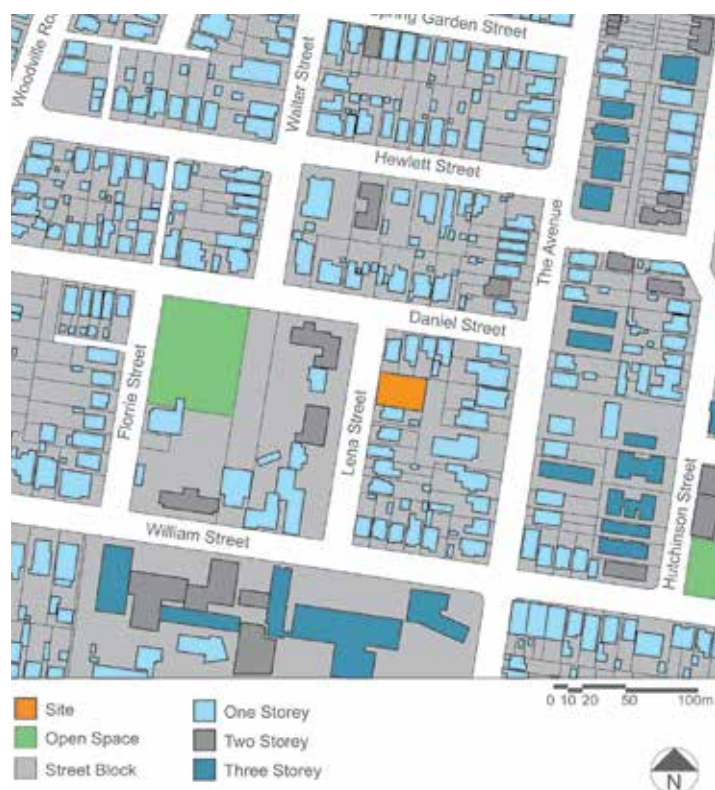 Spring Garden Street
Woodville Roa
Walter Street
Hewlett Street
The Avenue
Daniel Street
Florrie Street
Lena Street
William Street
Hutchinson Street
0 10 20 50 100m
Site
Open Space
Street Block
One Storey
Two Storey
Three Storey
N